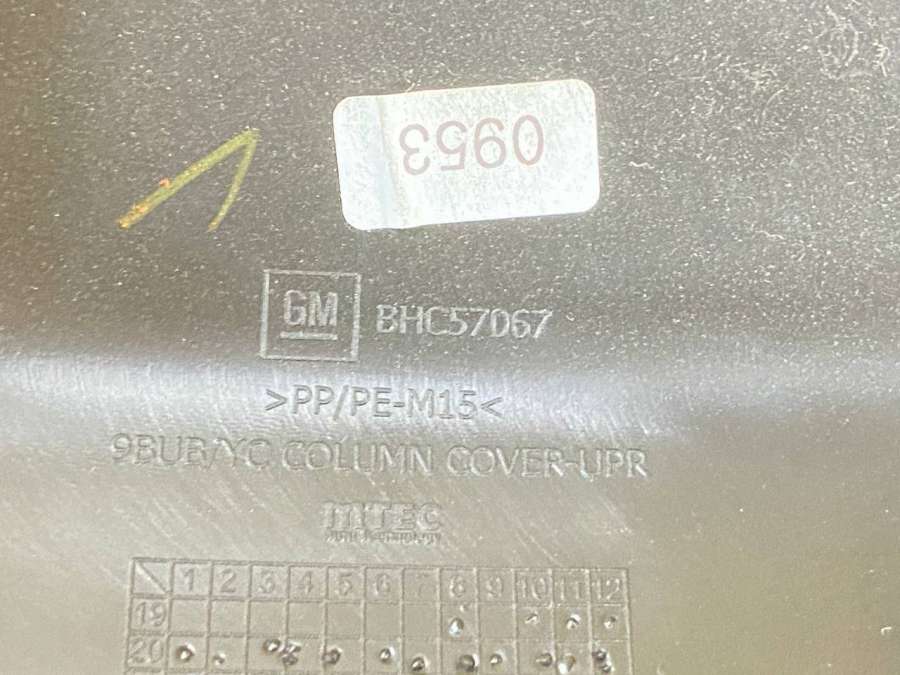 0953
GM BHC57067
>PP/PE-M15<
9BUB/YC COLUMN COVER-UPR
mITEC
1 2 3 4 5 6 7 8 9 10 11 12
19
20